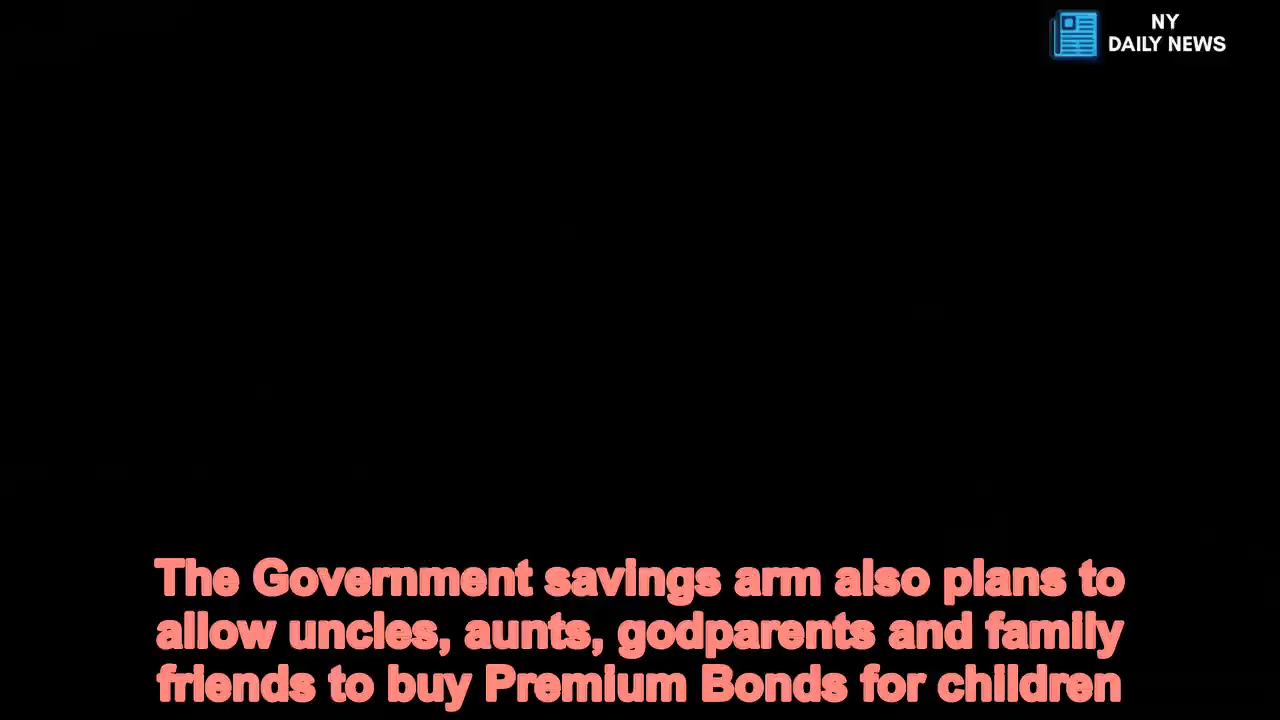 NY
DAILY NEWS
The Government savings arm also plans to
allow uncles, aunts, godparents and family
friends to buy Premium Bonds for children